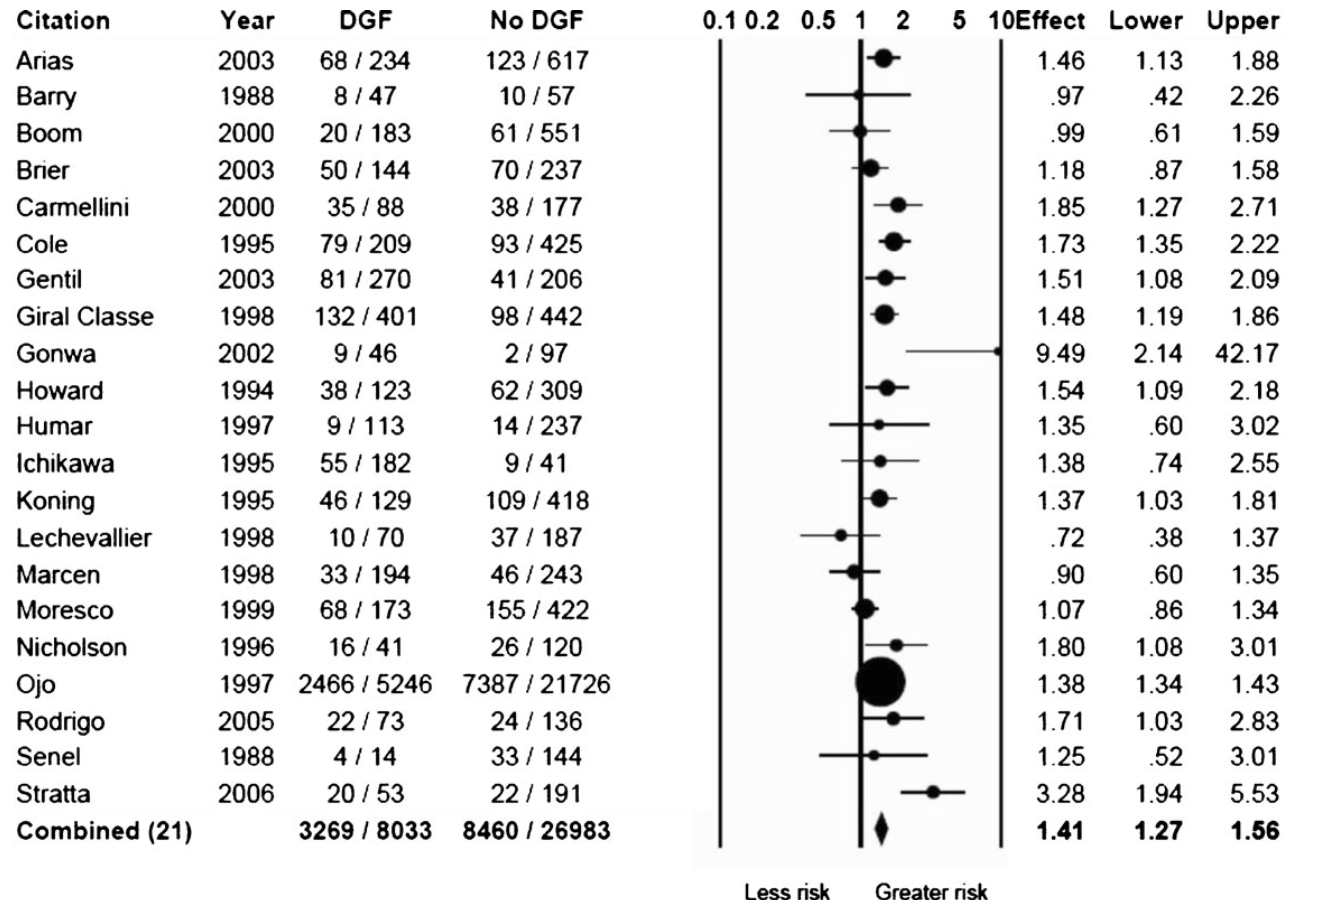 Citation Year DGF No DGF 0.1 0.2 0.5 1 2 5 10 Effect Lower Upper
Arias 2003 68 / 234 123 / 617 1.46 1.13 1.88
Barry 1988 8 / 47 10 / 57 .97 .42 2.26
Boom 2000 20 / 183 61 / 551 .99 .61 1.59
Brier 2003 50 / 144 70 / 237 1.18 .87 1.58
Carmellini 2000 35 / 88 38 / 177 1.85 1.27 2.71
Cole 1995 79 / 209 93 / 425 1.73 1.35 2.22
Gentil 2003 81 / 270 41 / 206 1.51 1.08 2.09
Giral Classe 1998 132 / 401 98 / 442 1.48 1.19 1.86
Gonwa 2002 9 / 46 2 / 97 9.49 2.14 42.17
Howard 1994 38 / 123 62 / 309 1.54 1.09 2.18
Humar 1997 9 / 113 14 / 237 1.35 .60 3.02
Ichikawa 1995 55 / 182 9 / 41 1.38 .74 2.55
Koning 1995 46 / 129 109 / 418 1.37 1.03 1.81
Lechevallier 1998 10 / 70 37 / 187 .72 .38 1.37
Marcen 1998 33 / 194 46 / 243 .90 .60 1.35
Moresco 1999 68 / 173 155 / 422 1.07 .86 1.34
Nicholson 1996 16 / 41 26 / 120 1.80 1.08 3.01
Ojo 1997 2466 / 5246 7387 / 21726 1.38 1.34 1.43
Rodrigo 2005 22 / 73 24 / 136 1.71 1.03 2.83
Senel 1988 4 / 14 33 / 144 1.25 .52 3.01
Stratta 2006 20 / 53 22 / 191 3.28 1.94 5.53
Combined (21) 3269 / 8033 8460 / 26983 1.41 1.27 1.56
Less risk Greater risk